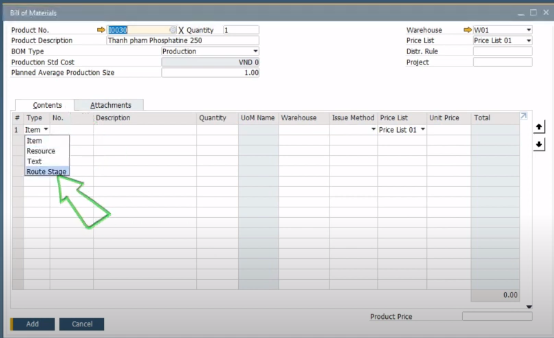 Bill of Materials
Product No. 10030 X Quantity 1 Warehouse W01
Product Description Thanh pham Phosphatine 250 Price List Price List 01
BOM Type Production Distr. Rule
Production Std Cost VND 0 Project
Planned Average Production Size 1.00
Contents Attachments
# Type No. Description Quantity UoM Name Warehouse Issue Method Price List Unit Price Total
1 Item Price List 01
Item
Resource
Text
Route Stage
0.00
Product Price
Add Cancel